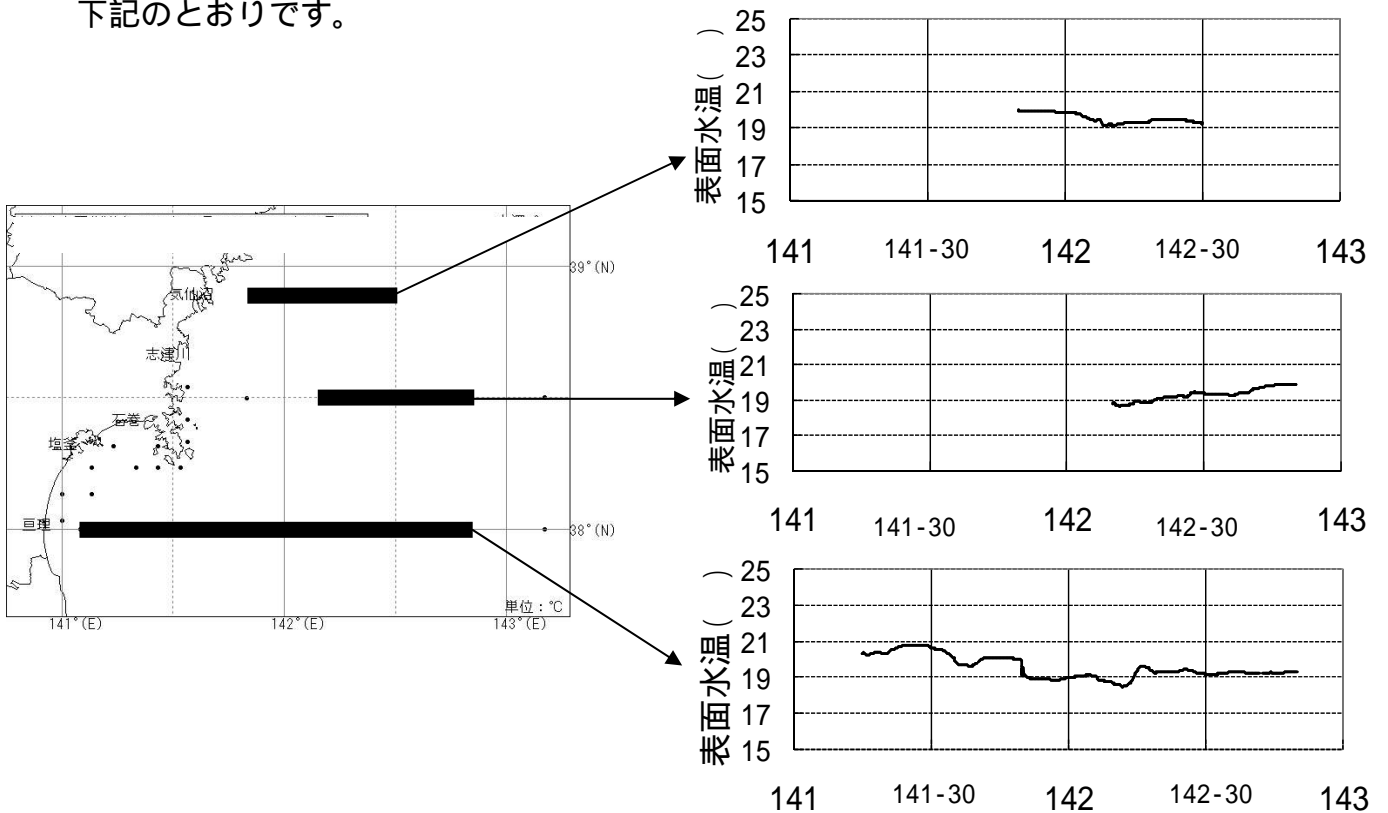 下記のとおりです。
39°(N)
気仙沼
志津川
石巻
塩釜
亘理
38°(N)
単位：℃
141°(E)
142°(E)
143°(E)
表面水温(　)
25
23
21
19
17
15
141
141-30
142
142-30
143
表面水温(　)
25
23
21
19
17
15
141
141-30
142
142-30
143
表面水温(　)
25
23
21
19
17
15
141
141-30
142
142-30
143